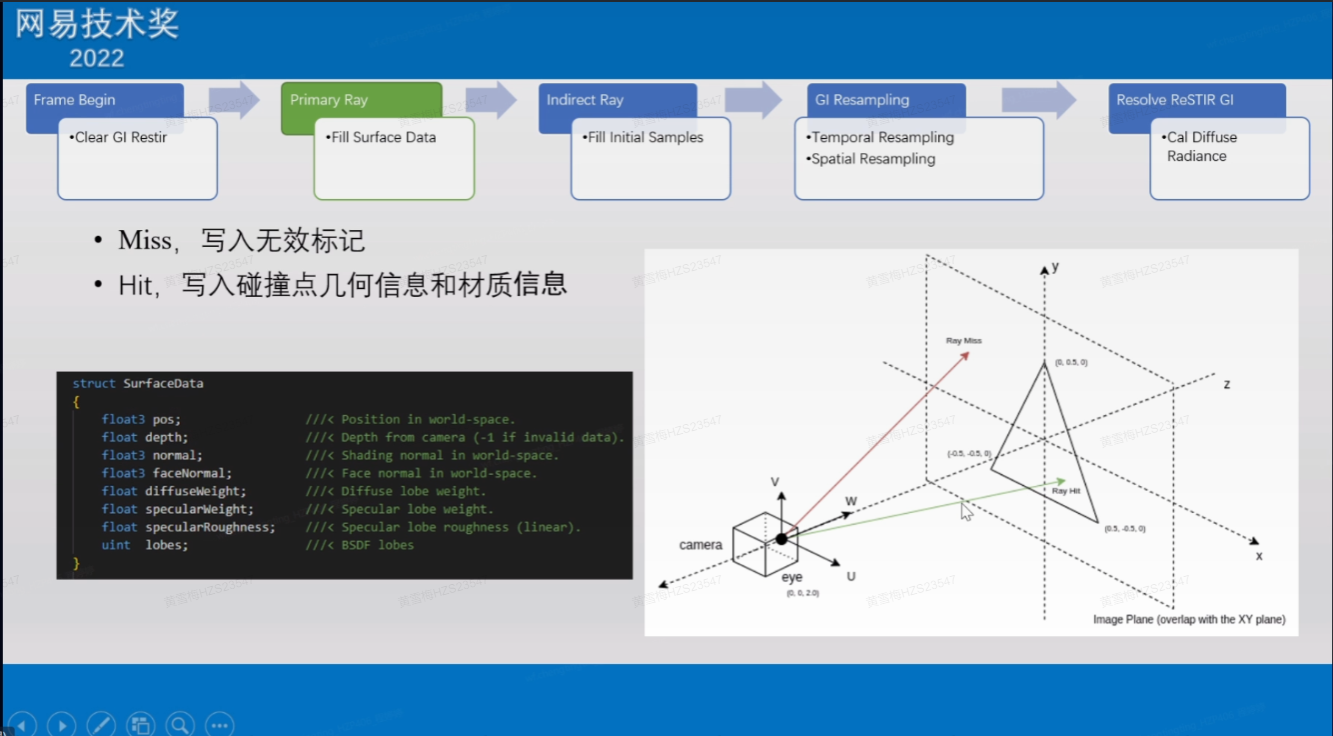 网易技术奖
2022
Frame Begin
•Clear GI Restir
Primary Ray
•Fill Surface Data
Indirect Ray
•Fill Initial Samples
GI Resampling
•Temporal Resampling
•Spatial Resampling
Resolve ReSTIR GI
•Cal Diffuse
Radiance
• Miss，写入无效标记
• Hit，写入碰撞点几何信息和材质信息
struct SurfaceData
{
float3 pos; ///< Position in world-space.
float depth; ///< Depth from camera (-1 if invalid data).
float3 normal; ///< Shading normal in world-space.
float3 faceNormal; ///< Face normal in world-space.
float diffuseWeight; ///< Diffuse lobe weight.
float specularWeight; ///< Specular lobe weight.
float specularRoughness; ///< Specular lobe roughness (linear).
uint lobes; ///< BSDF lobes
}
y
Ray Miss
(0, 0.5, 0)
z
(-0.5, -0.5, 0)
Ray Hit
V
W
(0.5, -0.5, 0)
camera
x
eye
U
(0, 0, 2.0)
Image Plane (overlap with the XY plane)
黄雪梅HZS23547